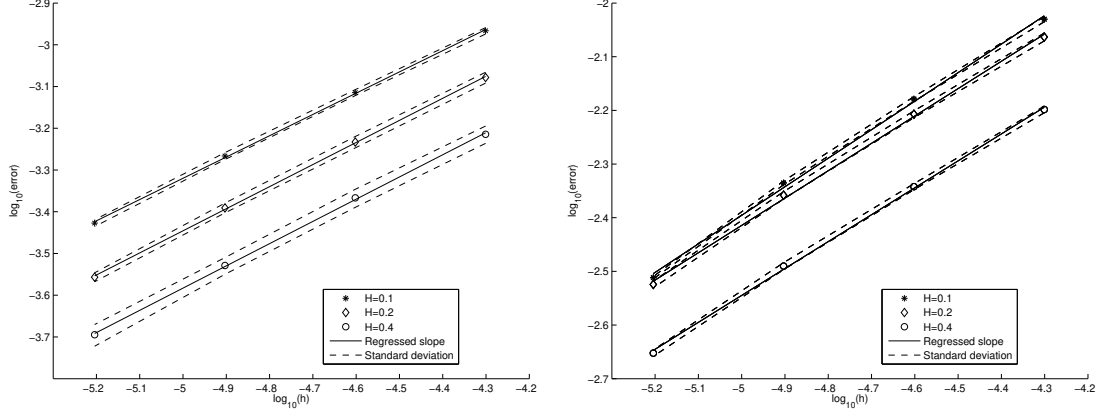 −2.9
−3
−3.1
−3.2
−3.3
−3.4
−3.5
−3.6
−3.7
log10(error)
−5.2 −5.1 −5 −4.9 −4.8 −4.7 −4.6 −4.5 −4.4 −4.3 −4.2
log10(h)
H=0.1
H=0.2
H=0.4
Regressed slope
Standard deviation
−2
−2.1
−2.2
−2.3
−2.4
−2.5
−2.6
−2.7
log10(error)
−5.2 −5.1 −5 −4.9 −4.8 −4.7 −4.6 −4.5 −4.4 −4.3 −4.2
log10(h)
H=0.1
H=0.2
H=0.4
Regressed slope
Standard deviation